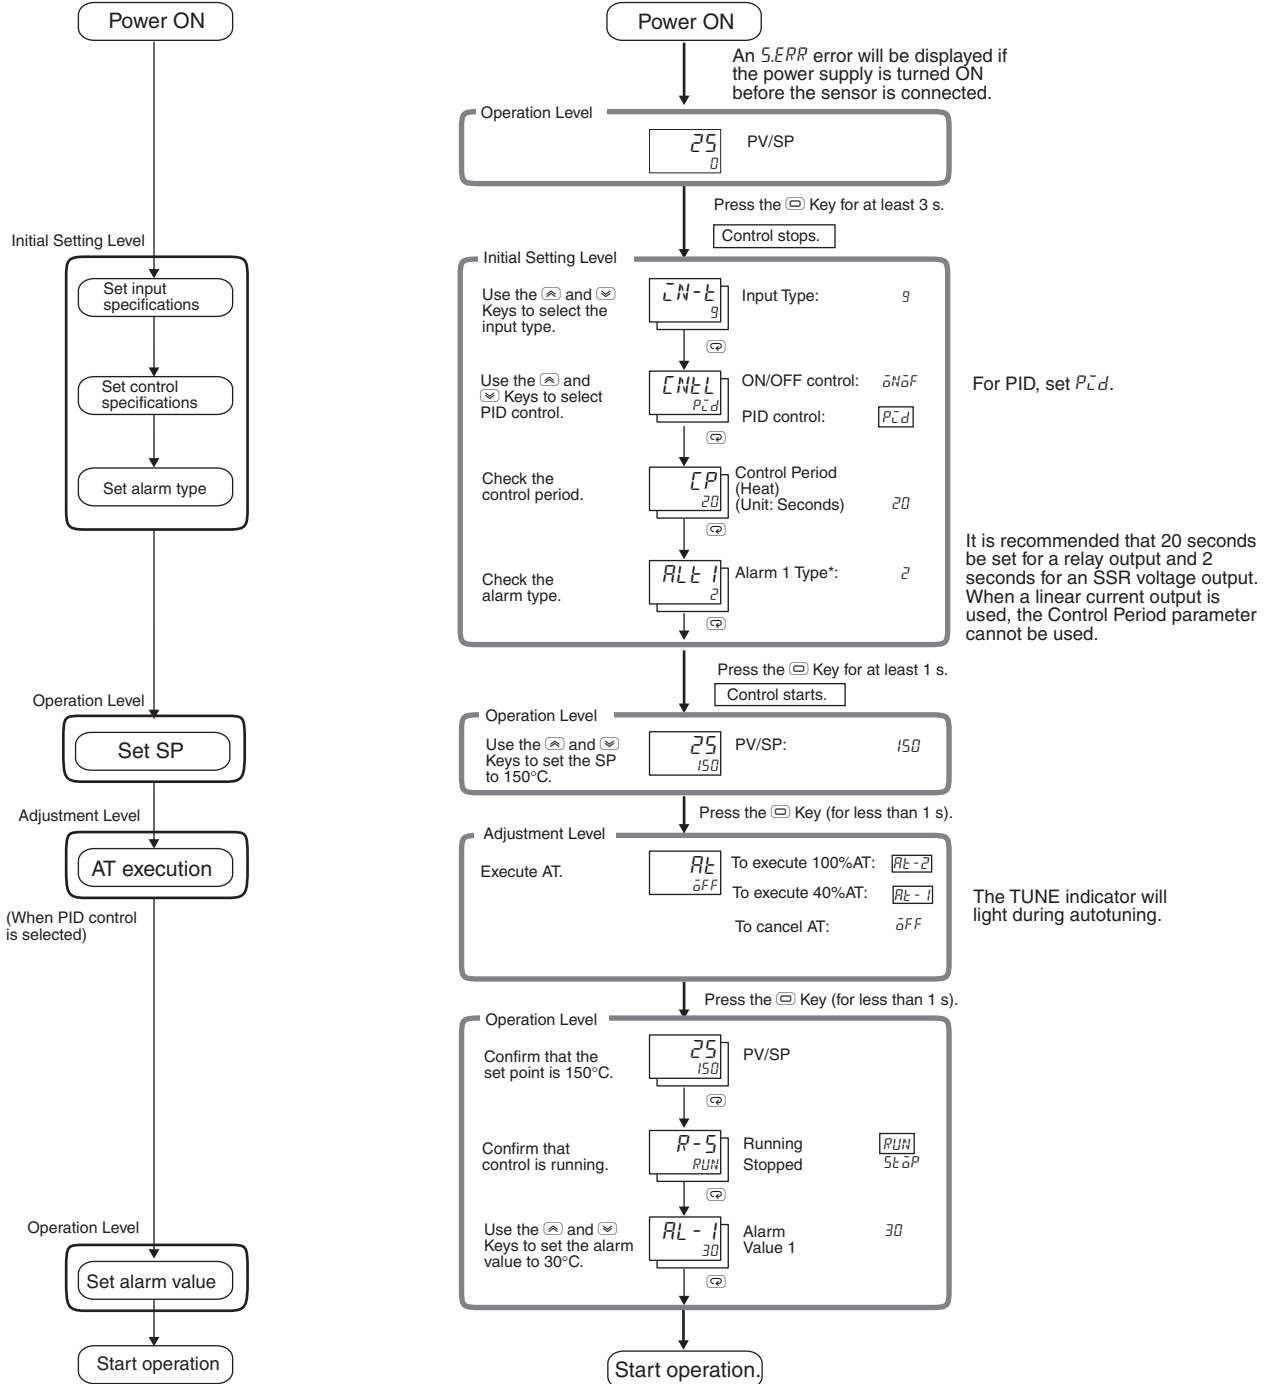 Power ON
Initial Setting Level
Set input
specifications
Set control
specifications
Set alarm type
Operation Level
Set SP
Adjustment Level
AT execution
(When PID control
is selected)
Operation Level
Set alarm value
Start operation
Power ON
An S.ERR error will be displayed if
the power supply is turned ON
before the sensor is connected.
Operation Level
25
0
PV/SP
Press the Key for at least 3 s.
Control stops.
Initial Setting Level
Use the and
Keys to select the
input type.
IN-T
9
Input Type: 9
Use the and
Keys to select
PID control.
CNTL
PID
ON/OFF control: ONOF
PID control: PID
For PID, set PID.
Check the
control period.
CP
20
Control Period
(Heat)
(Unit: Seconds) 20
It is recommended that 20 seconds
be set for a relay output and 2
seconds for an SSR voltage output.
When a linear current output is
used, the Control Period parameter
cannot be used.
Check the
alarm type.
ALT1
2
Alarm 1 Type*: 2
Press the Key for at least 1 s.
Control starts.
Operation Level
Use the and
Keys to set the SP
to 150°C.
25
150
PV/SP: 150
Press the Key (for less than 1 s).
Adjustment Level
Execute AT.
AT
OFF
To execute 100%AT: AT-2
To execute 40%AT: AT-1
To cancel AT: OFF
The TUNE indicator will
light during autotuning.
Press the Key (for less than 1 s).
Operation Level
Confirm that the
set point is 150°C.
25
150
PV/SP
Confirm that
control is running.
R-S
RUN
Running RUN
Stopped STOP
Use the and
Keys to set the alarm
value to 30°C.
AL-1
30
Alarm
Value 1
30
Start operation.